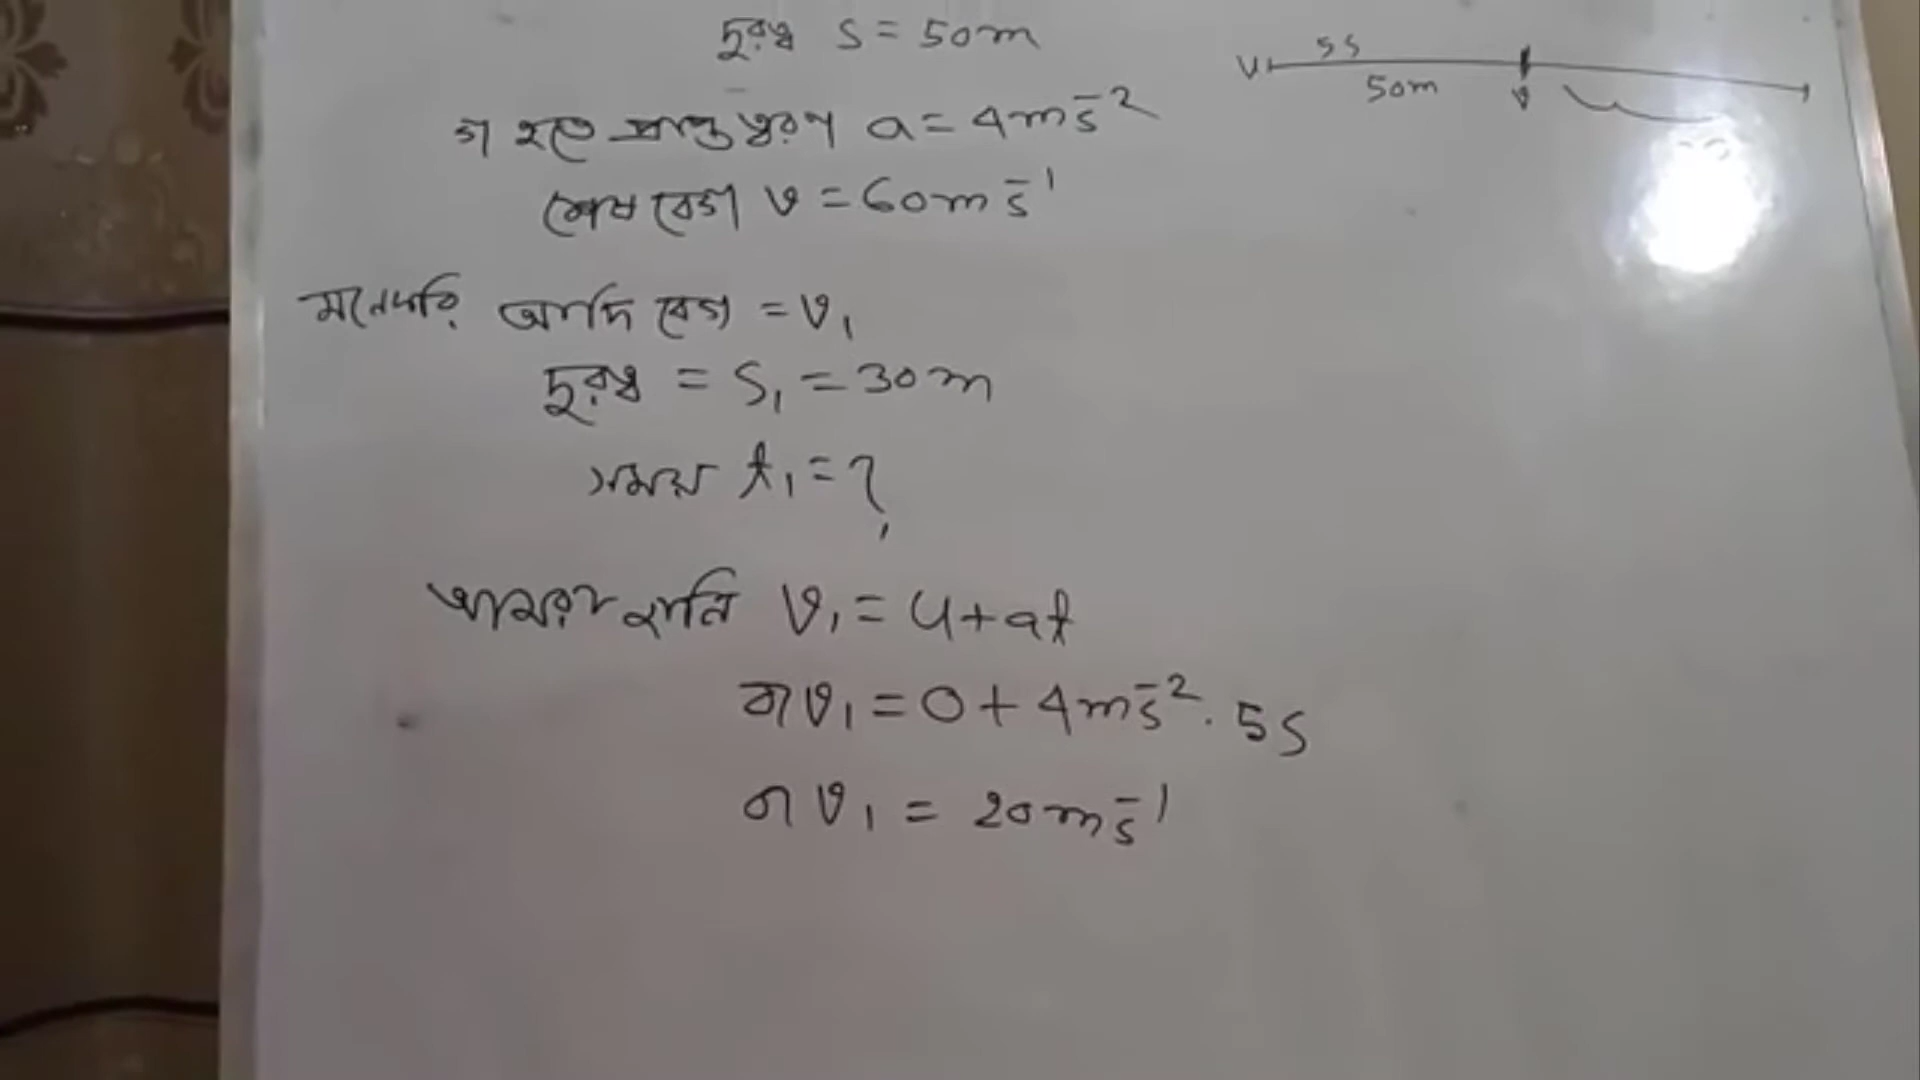 দূরত্ব s = 50m
u 5s
50m
v
গ হতে প্রাপ্ত ত্বরণ a = 4ms⁻²
শেষ বেগ v = 60ms⁻¹
মনেকরি আদি বেগ = v₁
দূরত্ব = s₁ = 30m
সময় t₁ = ?
আমরা জানি v₁ = u + at
বা v₁ = 0 + 4ms⁻² . 5s
বা v₁ = 20ms⁻¹